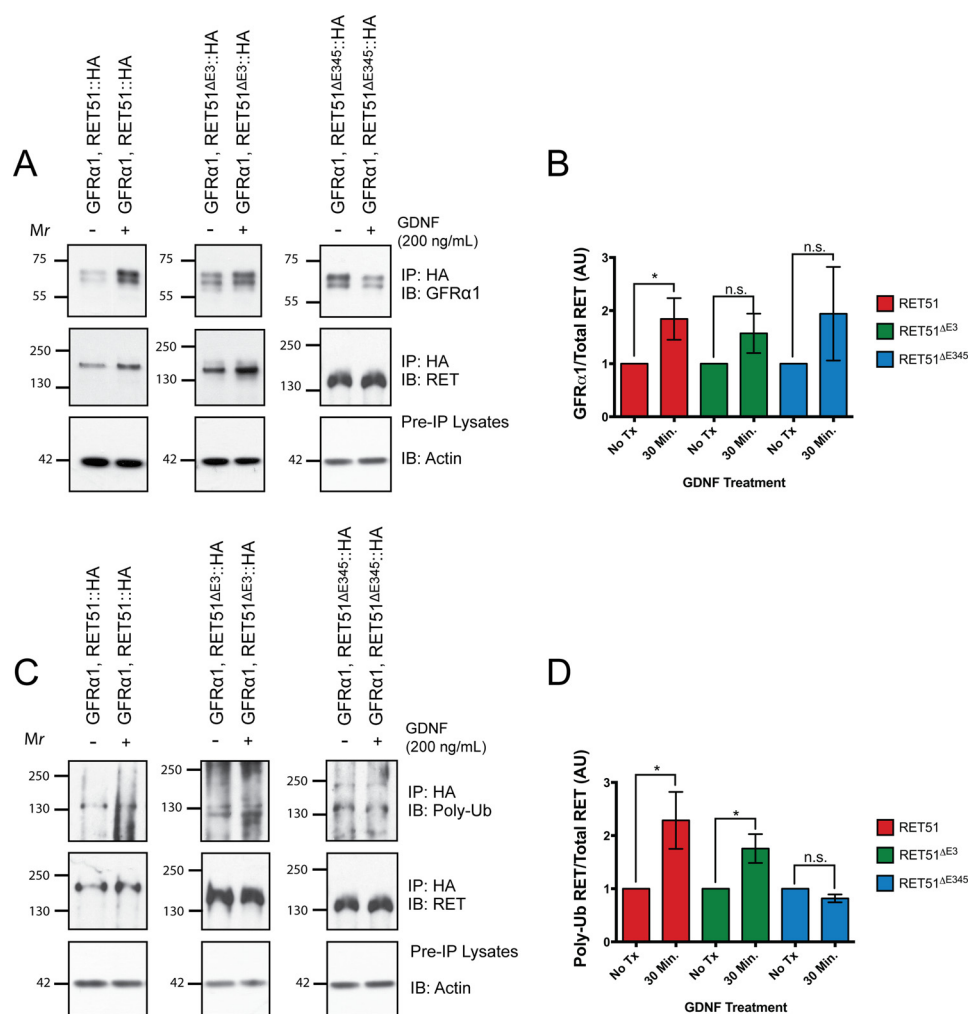 A
GFRα1, RET51::HA
GFRα1, RET51::HA
GFRα1, RET51ΔE3::HA
GFRα1, RET51ΔE3::HA
GFRα1, RET51ΔE345::HA
GFRα1, RET51ΔE345::HA
Mr - + - + - + GDNF
(200 ng/mL)
75 75 75
55 55 55
IP: HA
IB: GFRα1
250 250 250
130 130 130
IP: HA
IB: RET
Pre-IP Lysates
42 42 42
IB: Actin
B
GFRα1/Total RET (AU)
3
2
1
0
*
n.s.
n.s.
No Tx
30 Min.
No Tx
30 Min.
No Tx
30 Min.
GDNF Treatment
RET51
RET51ΔE3
RET51ΔE345
C
GFRα1, RET51::HA
GFRα1, RET51::HA
GFRα1, RET51ΔE3::HA
GFRα1, RET51ΔE3::HA
GFRα1, RET51ΔE345::HA
GFRα1, RET51ΔE345::HA
Mr - + - + - + GDNF
(200 ng/mL)
250 250 250
130 130 130
IP: HA
IB: Poly-Ub
250 250 250
130 130 130
IP: HA
IB: RET
Pre-IP Lysates
42 42 42
IB: Actin
D
Poly-Ub RET/Total RET (AU)
3
2
1
0
*
*
n.s.
No Tx
30 Min.
No Tx
30 Min.
No Tx
30 Min.
GDNF Treatment
RET51
RET51ΔE3
RET51ΔE345